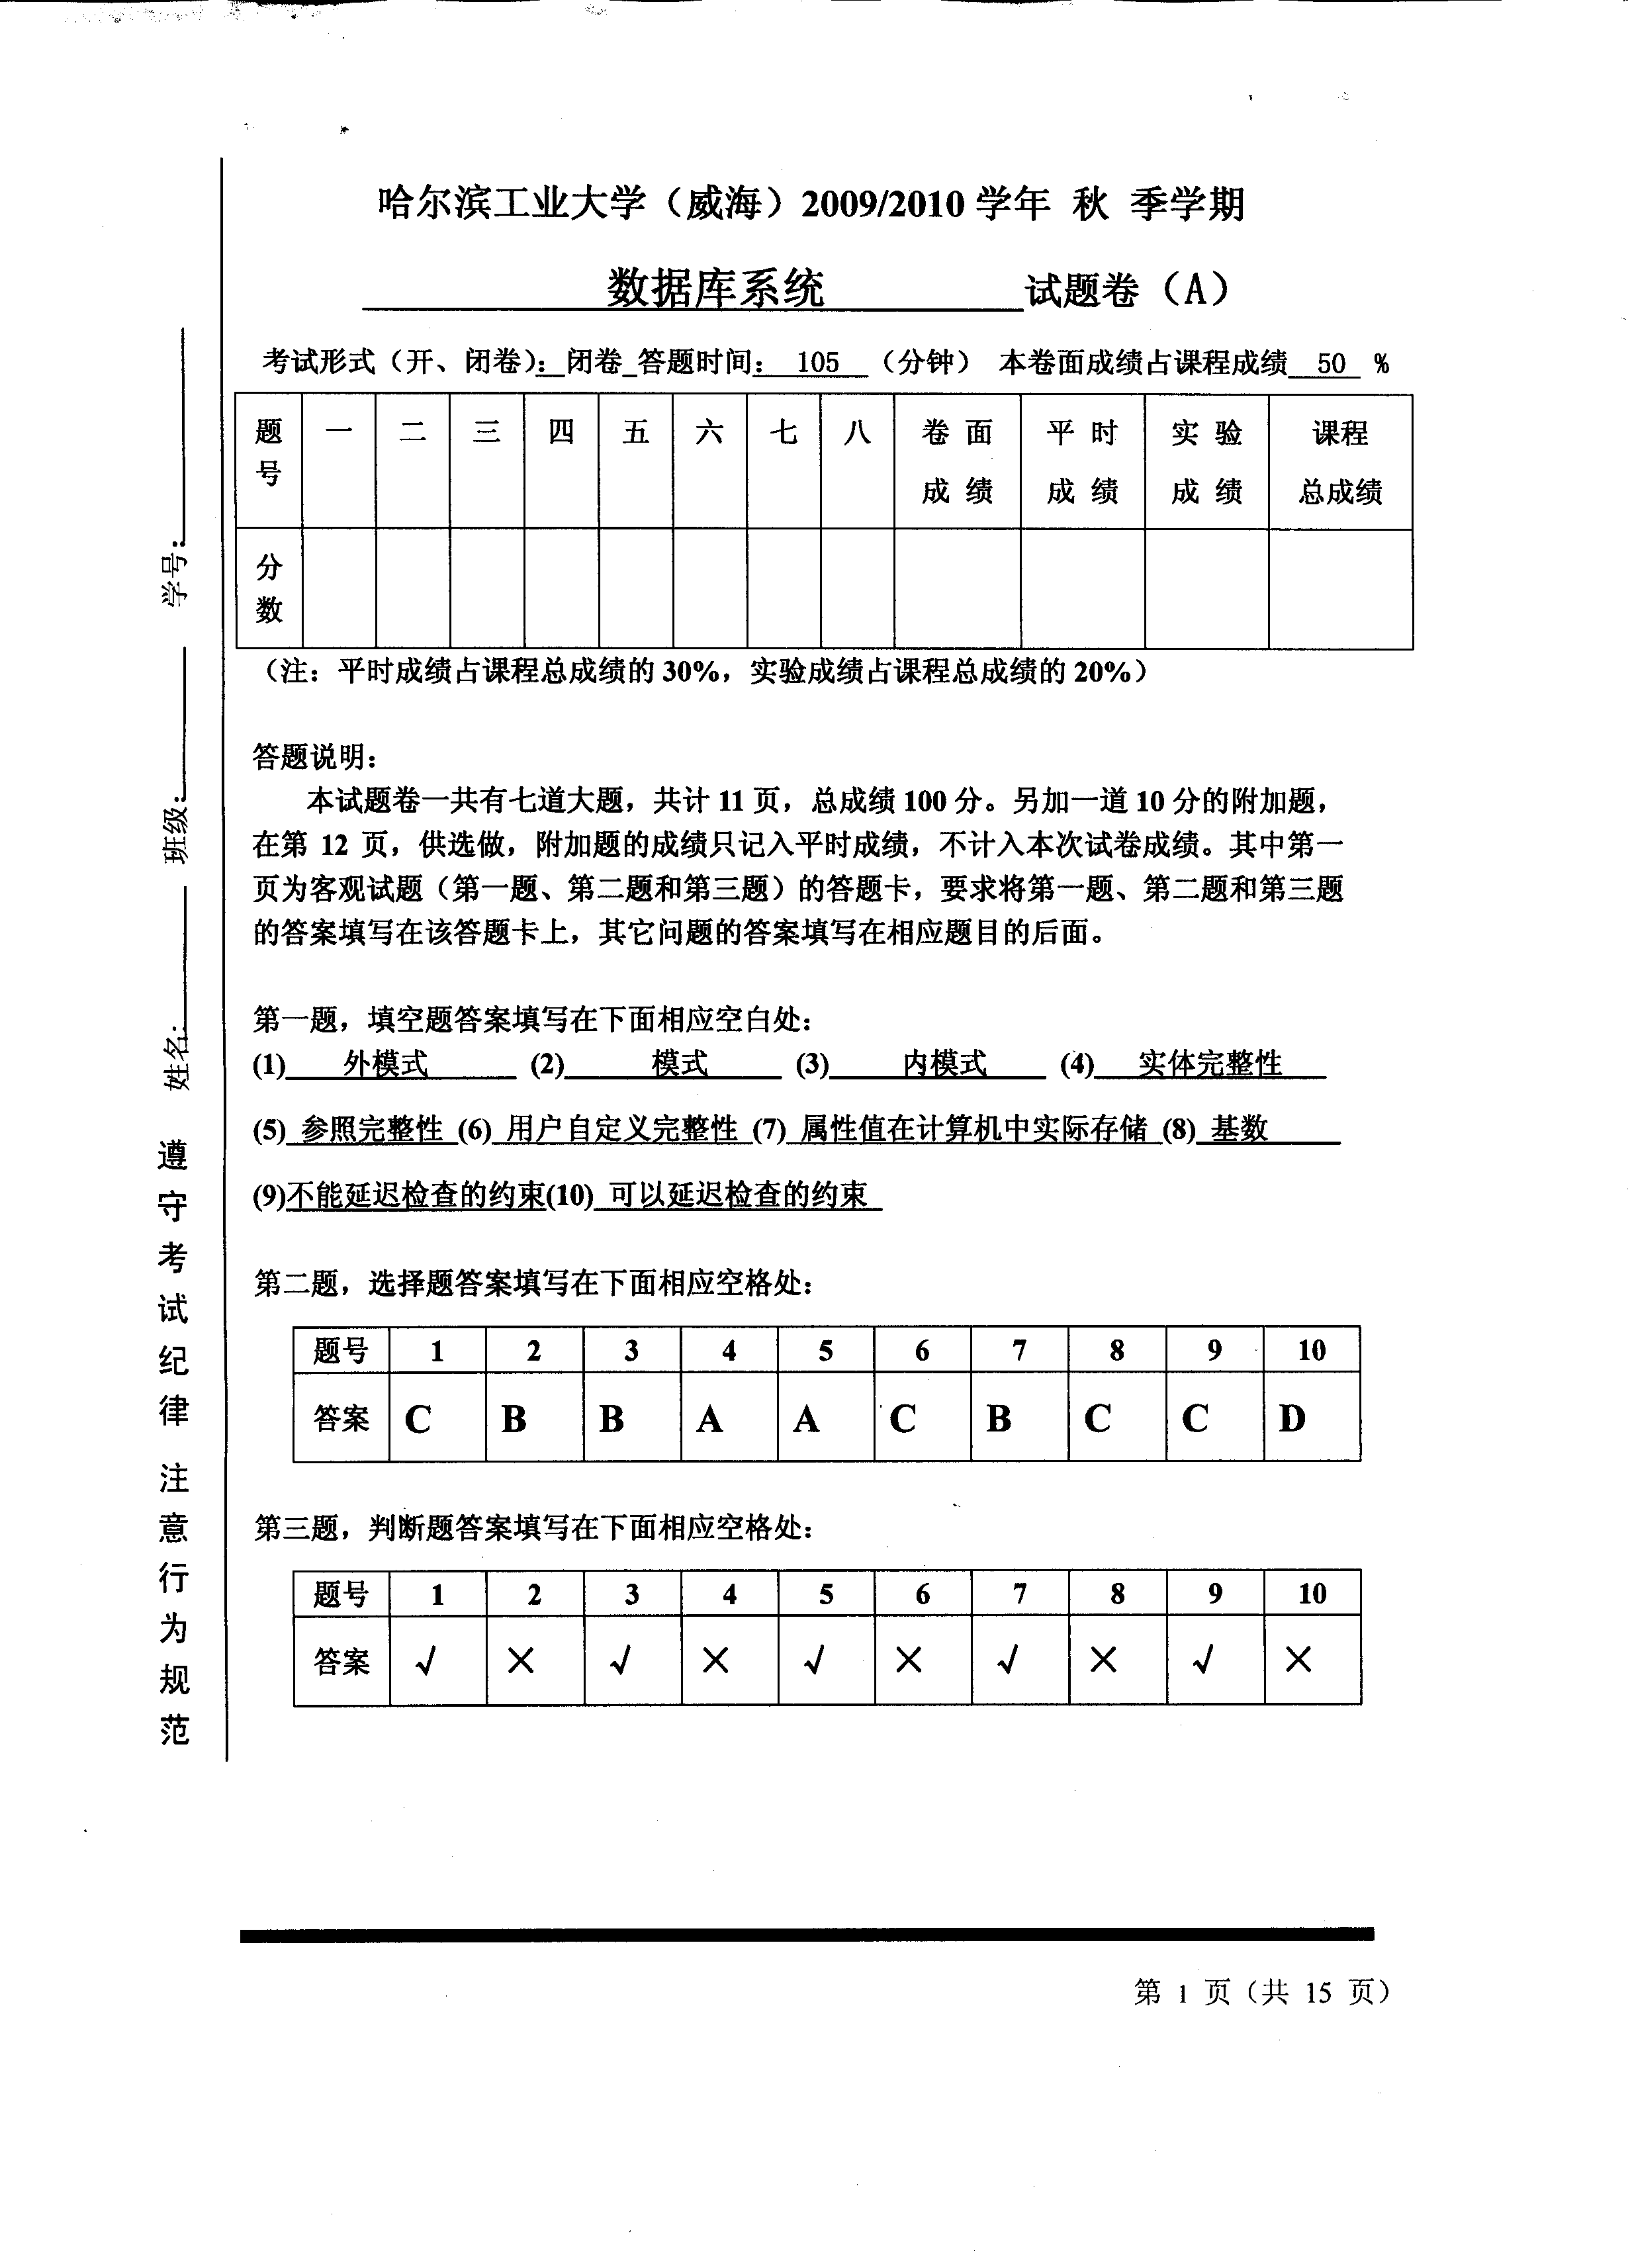 哈尔滨工业大学（威海）2009/2010 学年 秋 季学期
数据库系统 试题卷（A）
考试形式（开、闭卷）：闭卷 答题时间： 105 （分钟） 本卷面成绩占课程成绩 50 %
题号 一 二 三 四 五 六 七 八 卷面成绩 平时成绩 实验成绩 课程总成绩
分数
（注：平时成绩占课程总成绩的 30%，实验成绩占课程总成绩的 20%）
答题说明：
本试题卷一共有七道大题，共计 11 页，总成绩 100 分。另加一道 10 分的附加题，
在第 12 页，供选做，附加题的成绩只记入平时成绩，不计入本次试卷成绩。其中第一
页为客观试题（第一题、第二题和第三题）的答题卡，要求将第一题、第二题和第三题
的答案填写在该答题卡上，其它问题的答案填写在相应题目的后面。
第一题，填空题答案填写在下面相应空白处：
(1) 外模式 (2) 模式 (3) 内模式 (4) 实体完整性
(5) 参照完整性 (6) 用户自定义完整性 (7) 属性值在计算机中实际存储 (8) 基数
(9)不能延迟检查的约束(10) 可以延迟检查的约束
第二题，选择题答案填写在下面相应空格处：
题号 1 2 3 4 5 6 7 8 9 10
答案 C B B A A C B C C D
第三题，判断题答案填写在下面相应空格处：
题号 1 2 3 4 5 6 7 8 9 10
答案 √ × √ × √ × √ × √ ×
学号：
班级：
姓名：
遵守考试纪律 注意行为规范
第 1 页（共 15 页）